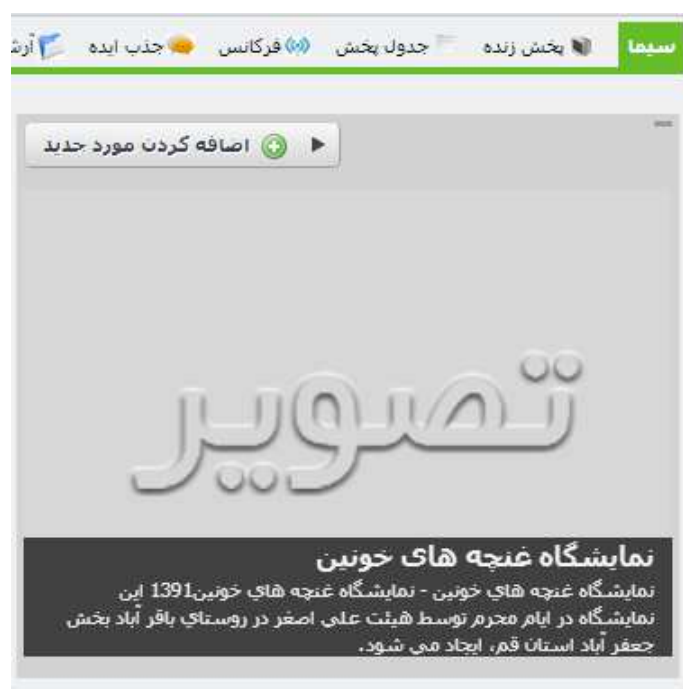 سیما پخش زنده جدول پخش فرکانس جذب ایده
اضافه کردن مورد جدید
تصویر
نمایشگاه غنچه های خونین
نمایشگاه غنچه هاي خونین - نمایشگاه غنچه هاي خونین1391 این
نمایشگاه در ایام محرم توسط هیئت علی اصغر در روستاي باقر آباد بخش
جعفر آباد استان قم، ایجاد می شود.